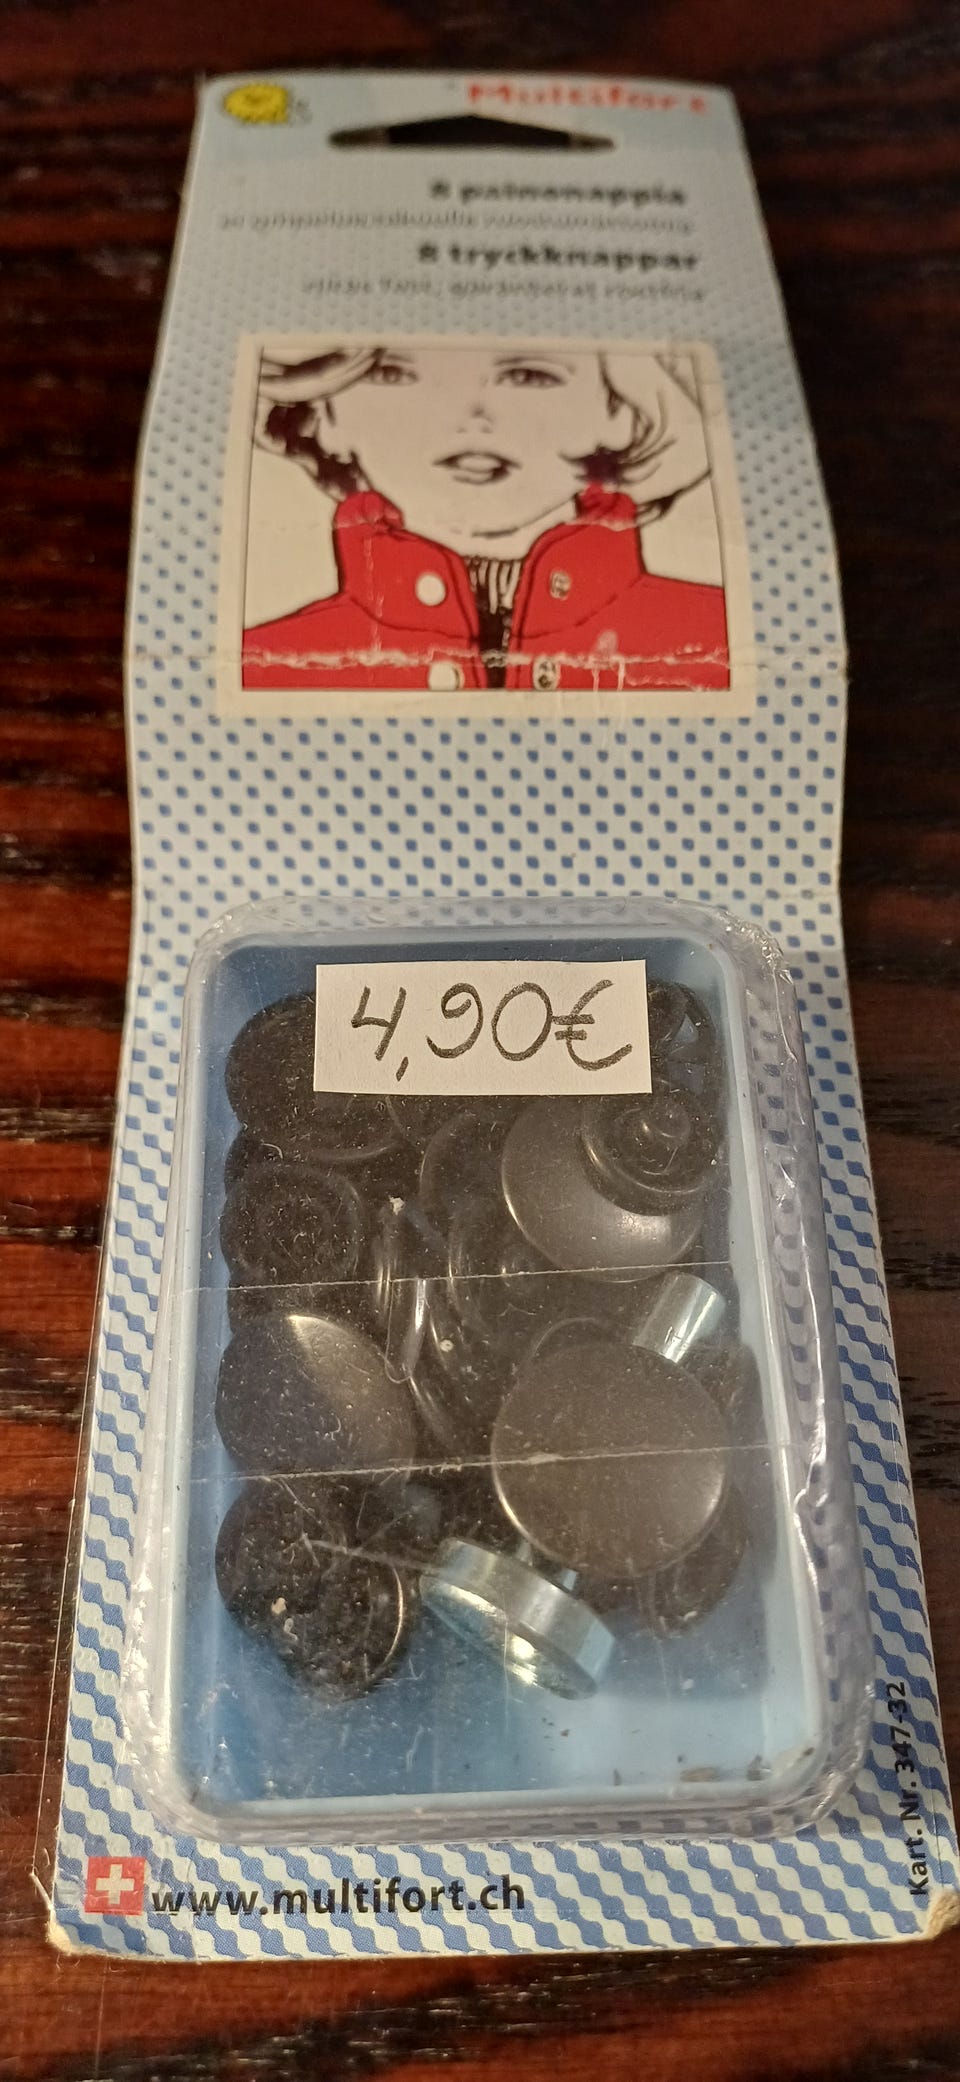 Multifort
8 painonappia
8 tryckknappar
4,90€
Kart. Nr. 347-32
www.multifort.ch